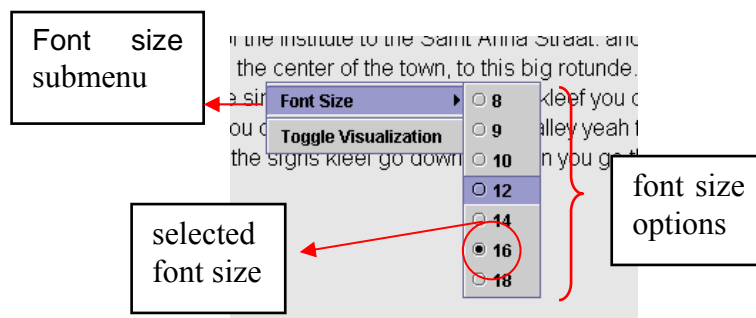 Font size
submenu
of the institute to the Saint Anna Straat. and
the center of the town, to this big rotunde.
Font Size
kleef you
Toggle Visualization
alley yeah
the signs kleef go down you
8
9
10
12
14
16
18
selected
font size
font size
options